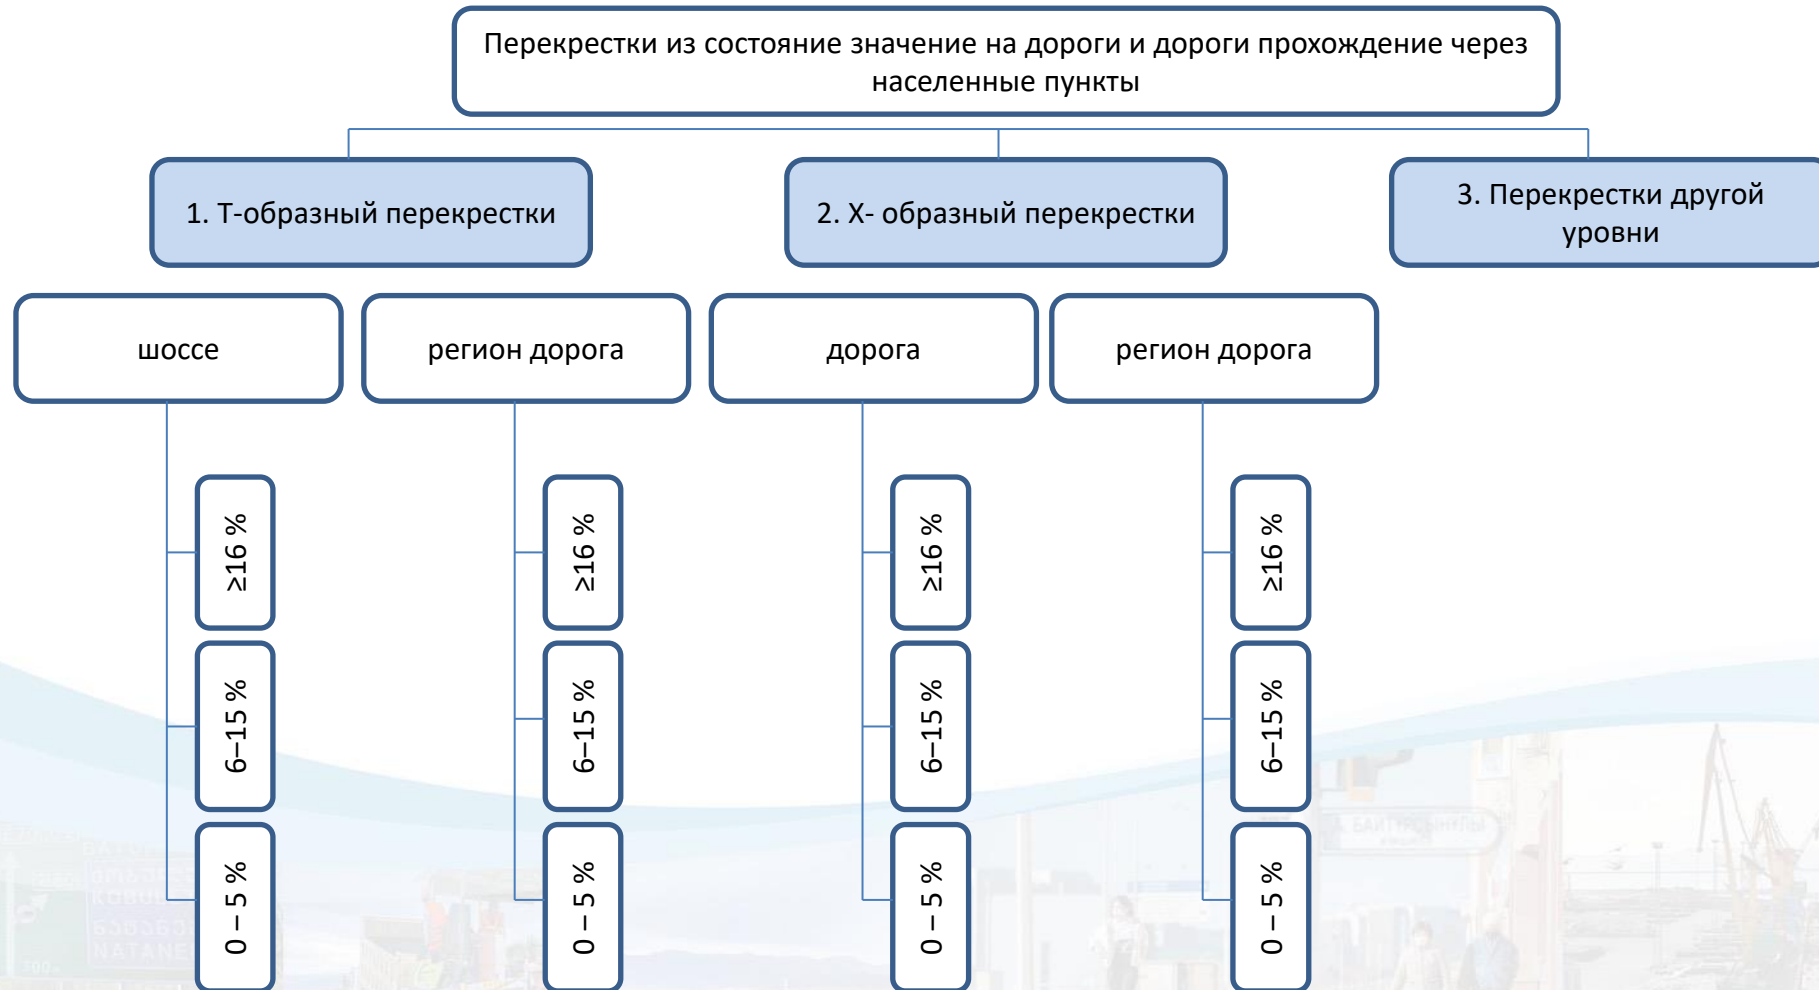 Перекрестки из состояние значение на дороги и дороги прохождение через
населенные пункты
1. Т-образный перекрестки
2. X- образный перекрестки
3. Перекрестки другой
уровни
шоссе
регион дорога
дорога
регион дорога
≥16 %
≥16 %
≥16 %
≥16 %
6–15 %
6–15 %
6–15 %
6–15 %
0 – 5 %
0 – 5 %
0 – 5 %
0 – 5 %